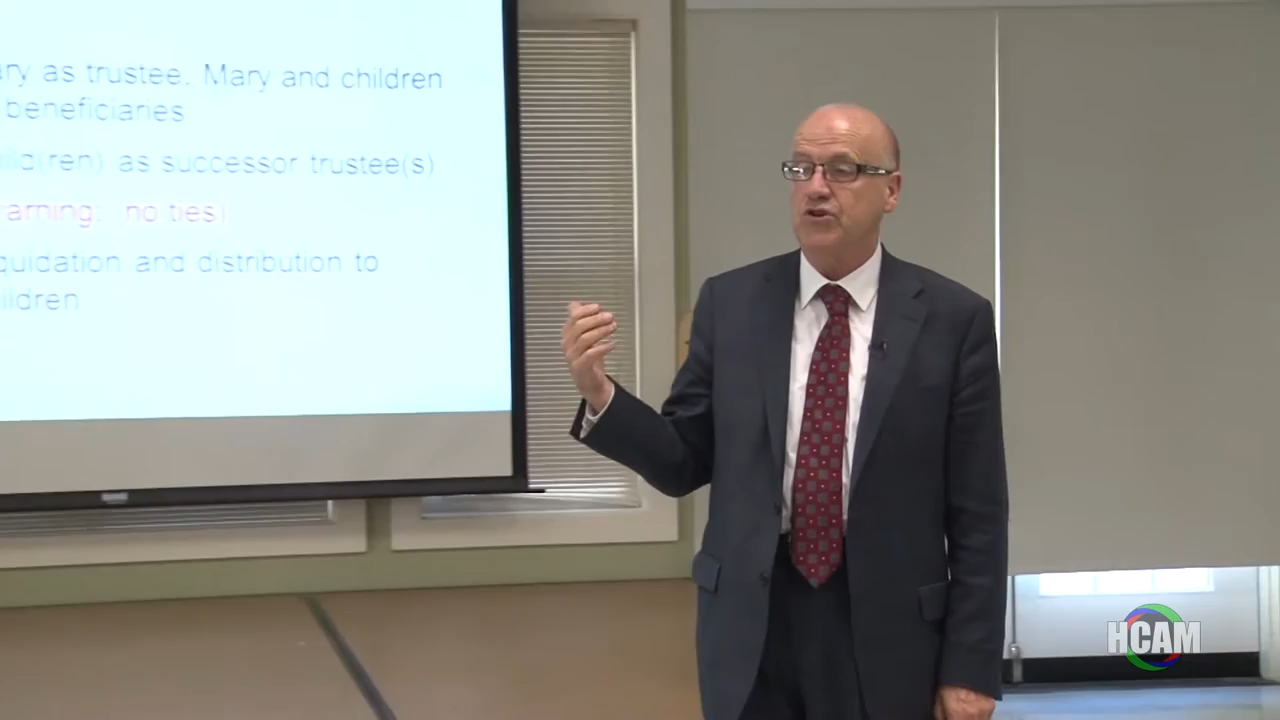 ary as trustee. Mary and children
beneficiaries
ild(ren) as successor trustee(s)
arning: no ties)
quidation and distribution to
ildren
HCAM